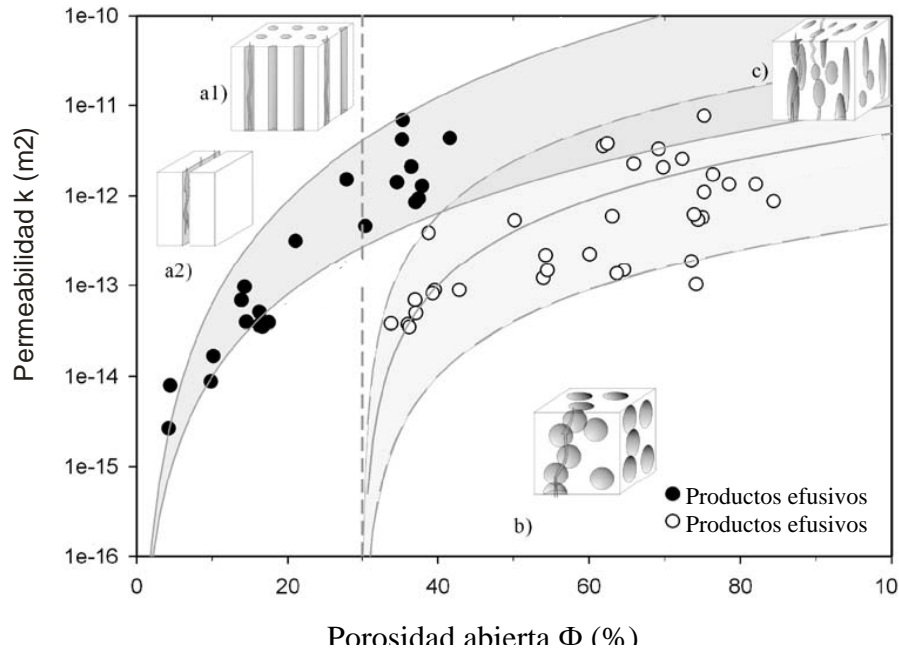 1e-10
1e-11
1e-12
1e-13
1e-14
1e-15
1e-16
Permeabilidad k (m2)
a1)
a2)
c)
b)
Productos efusivos
Productos efusivos
0 20 40 60 80 10
Porosidad abierta Φ (%)